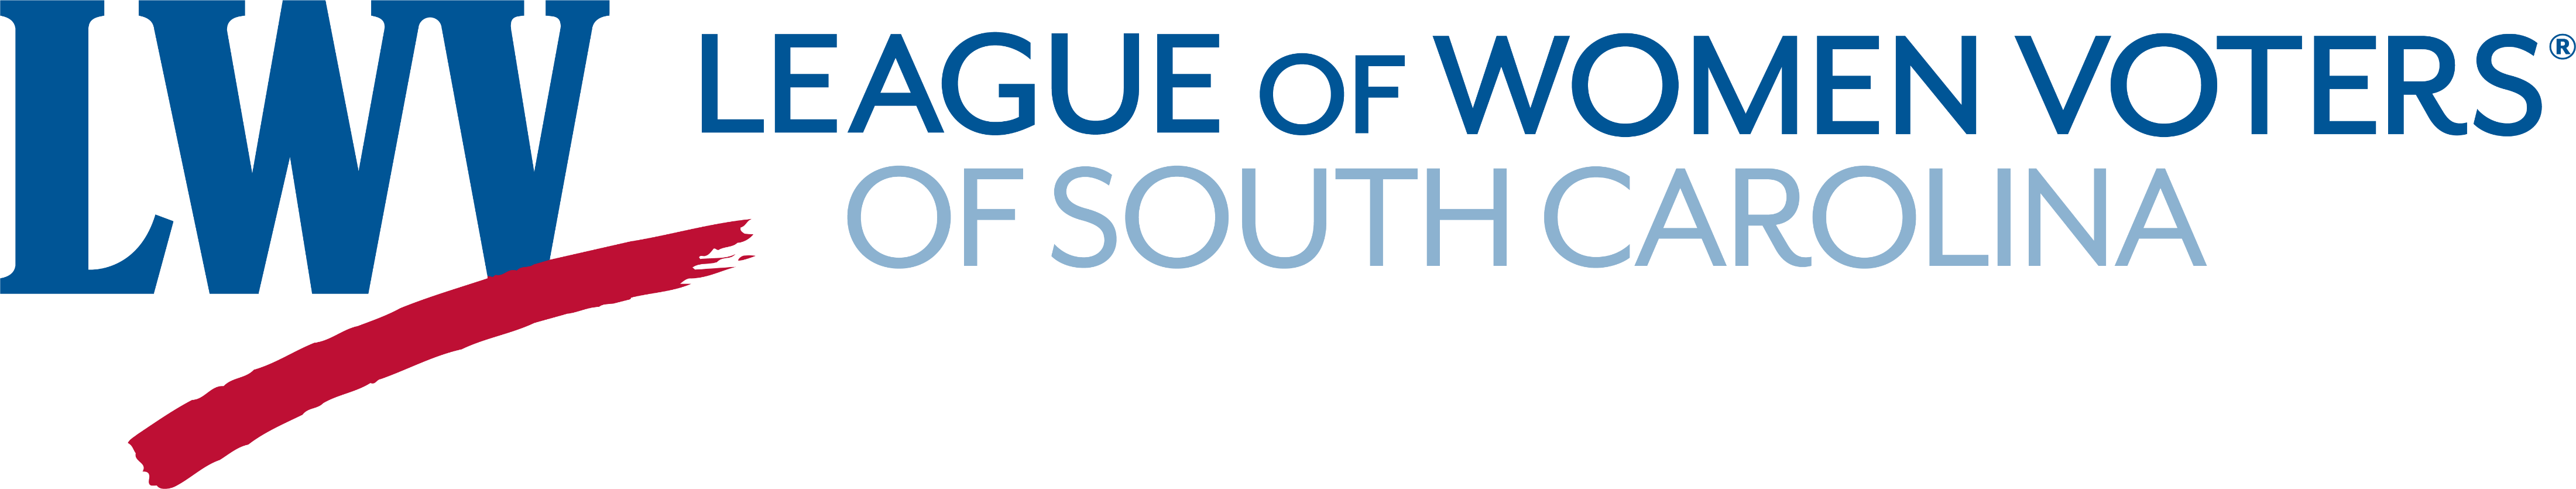 LWV
LEAGUE OF WOMEN VOTERS®
OF SOUTH CAROLINA